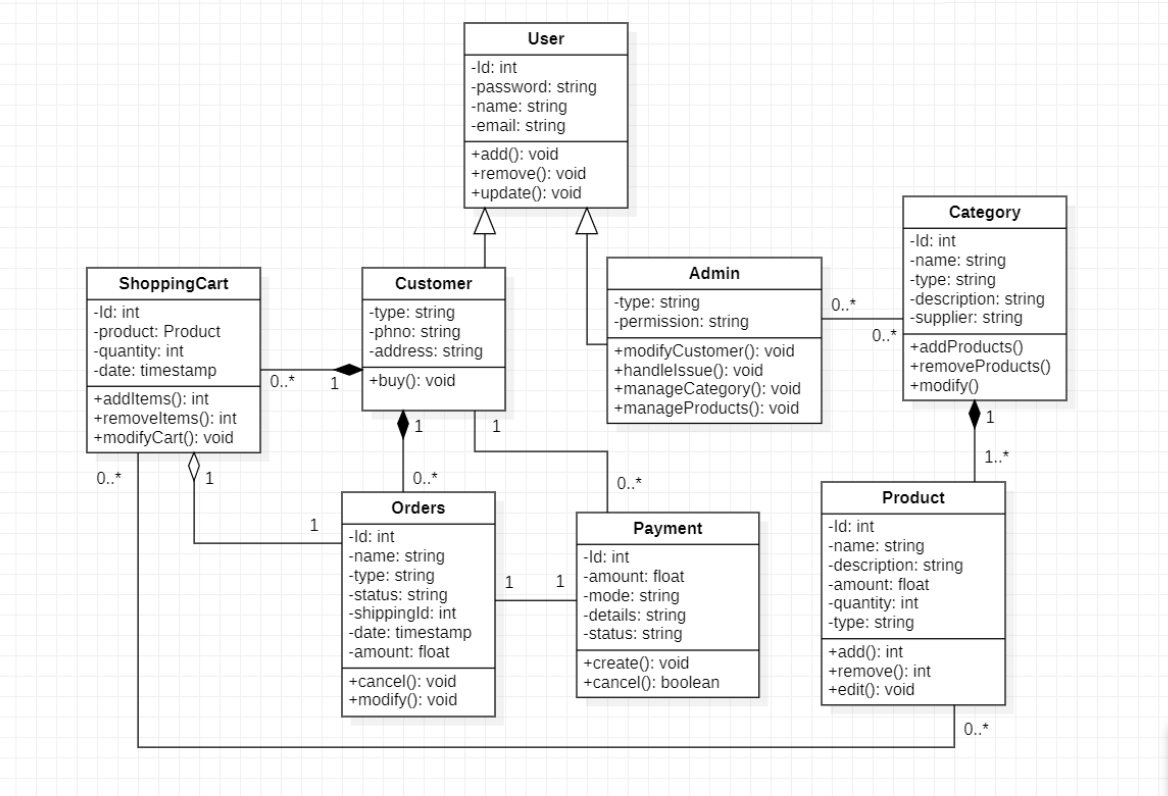 User
-Id: int
-password: string
-name: string
-email: string
+add(): void
+remove(): void
+update(): void
Category
-Id: int
-name: string
-type: string
-description: string
-supplier: string
+addProducts()
+removeProducts()
+modify()
ShoppingCart
-Id: int
-product: Product
-quantity: int
-date: timestamp
+addItems(): int
+removeItems(): int
+modifyCart(): void
Customer
-type: string
-phno: string
-address: string
+buy(): void
Admin
-type: string
-permission: string
+modifyCustomer(): void
+handleIssue(): void
+manageCategory(): void
+manageProducts(): void
0..*
0..*
0..*
1
1
1
1
1..*
0..*
1
0..*
0..*
1
Orders
-Id: int
-name: string
-type: string
-status: string
-shippingId: int
-date: timestamp
-amount: float
+cancel(): void
+modify(): void
1
1
Payment
-Id: int
-amount: float
-mode: string
-details: string
-status: string
+create(): void
+cancel(): boolean
Product
-Id: int
-name: string
-description: string
-amount: float
-quantity: int
-type: string
+add(): int
+remove(): int
+edit(): void
0..*